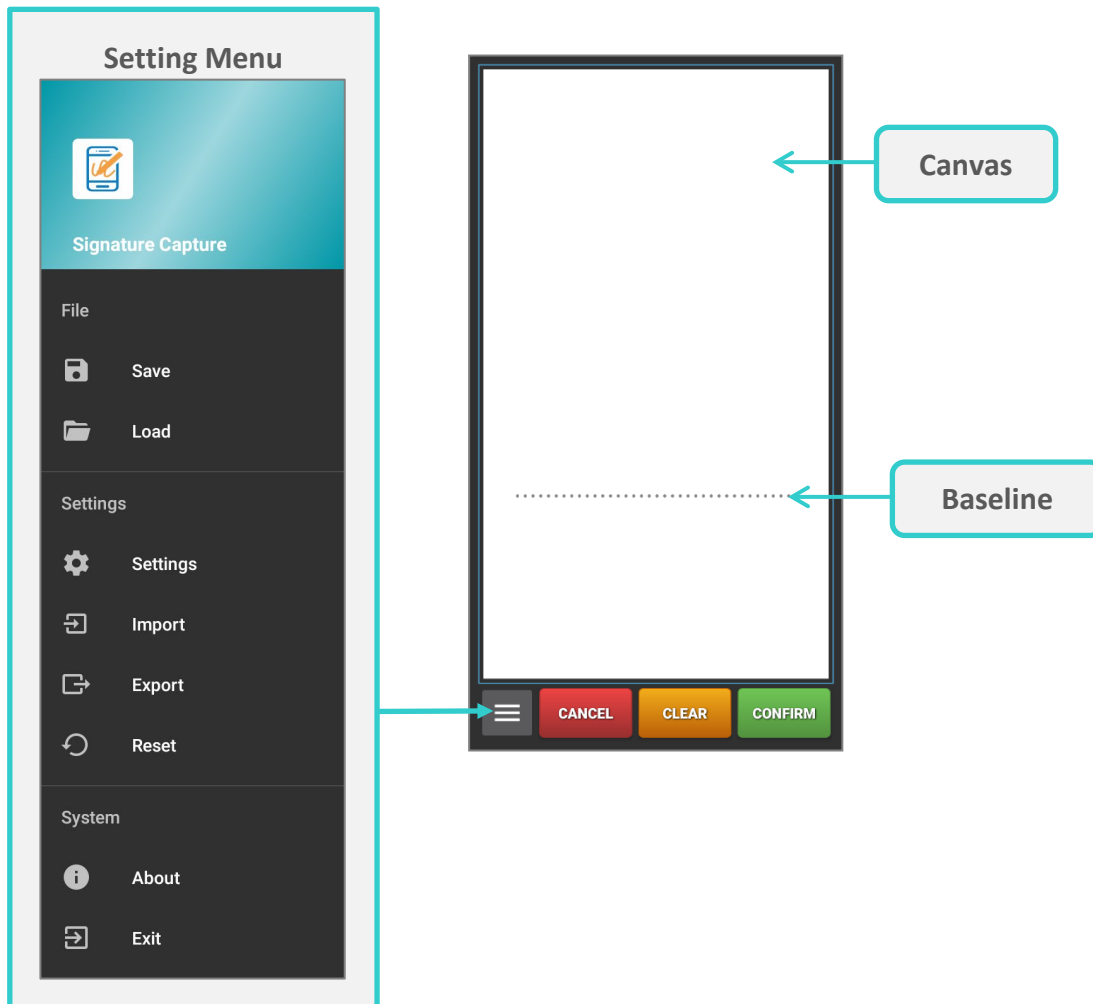 Setting Menu
Signature Capture
File
Save
Load
Settings
Settings
Import
Export
Reset
System
About
Exit
Canvas
Baseline
CANCEL
CLEAR
CONFIRM